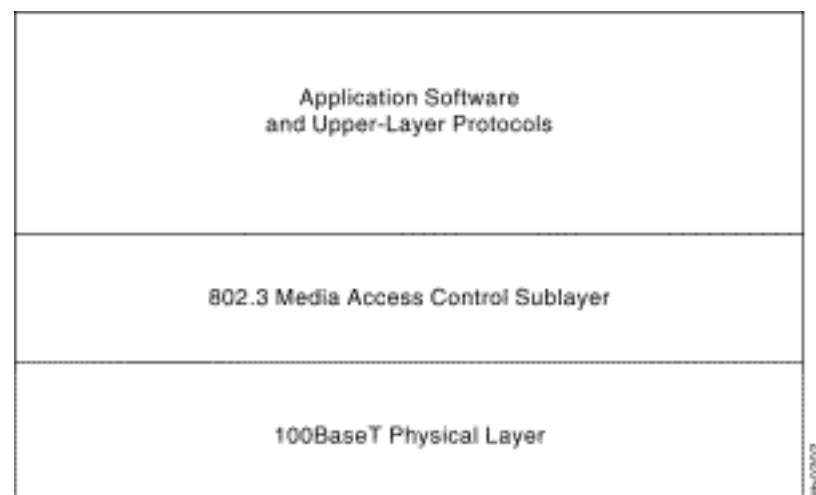 Application Software
and Upper-Layer Protocols
802.3 Media Access Control Sublayer
100BaseT Physical Layer